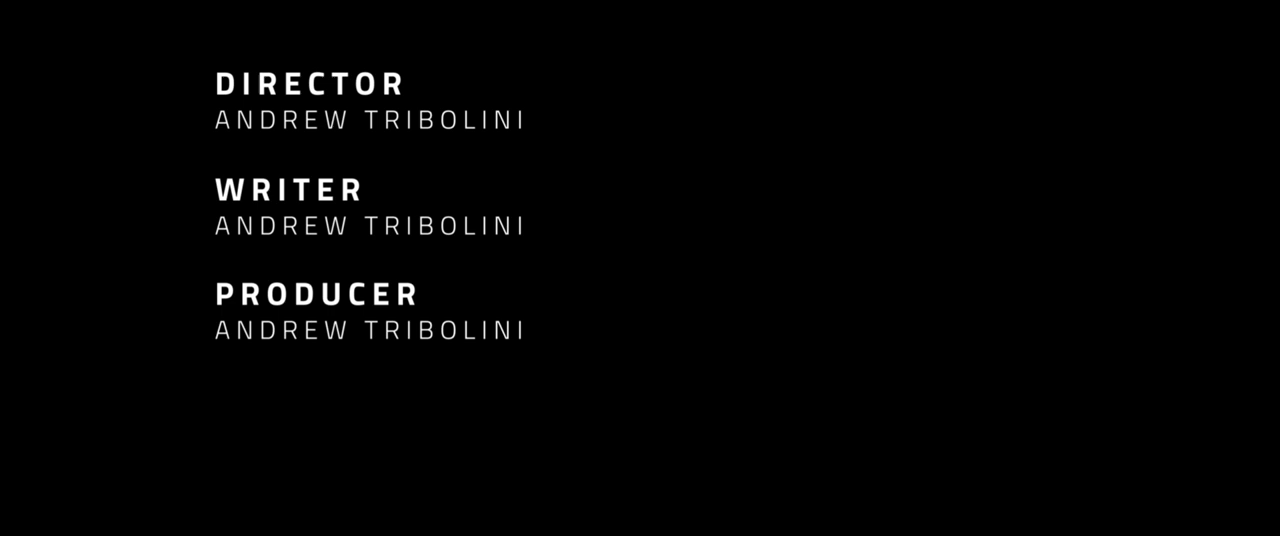 DIRECTOR
ANDREW TRIBOLINI
WRITER
ANDREW TRIBOLINI
PRODUCER
ANDREW TRIBOLINI